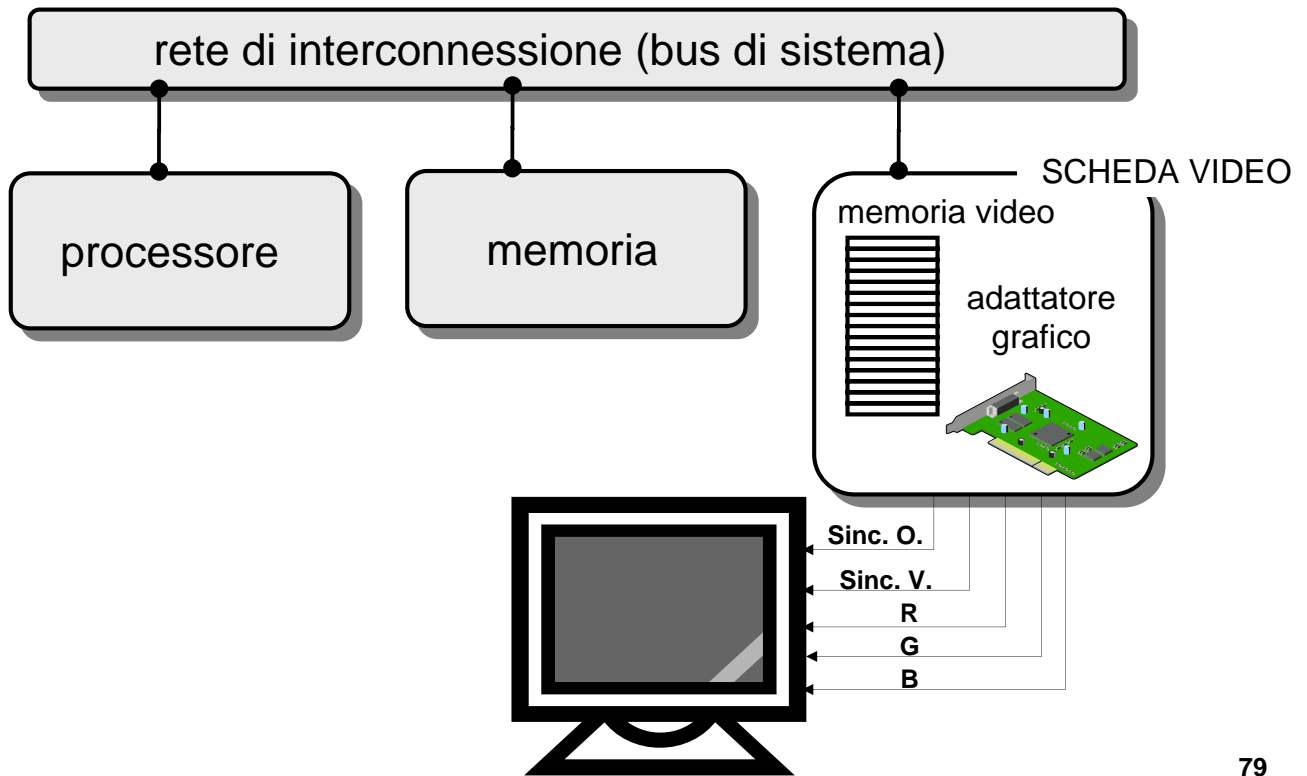 rete di interconnessione (bus di sistema)
processore
memoria
SCHEDA VIDEO
memoria video
adattatore
grafico
Sinc. O.
Sinc. V.
R
G
B
79